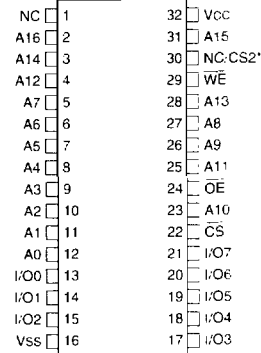 NC 1 32 Vcc
A16 2 31 A15
A14 3 30 NC/CS2*
A12 4 29 WE
A7 5 28 A13
A6 6 27 A8
A5 7 26 A9
A4 8 25 A11
A3 9 24 OE
A2 10 23 A10
A1 11 22 CS
A0 12 21 I/O7
I/O0 13 20 I/O6
I/O1 14 19 I/O5
I/O2 15 18 I/O4
Vss 16 17 I/O3